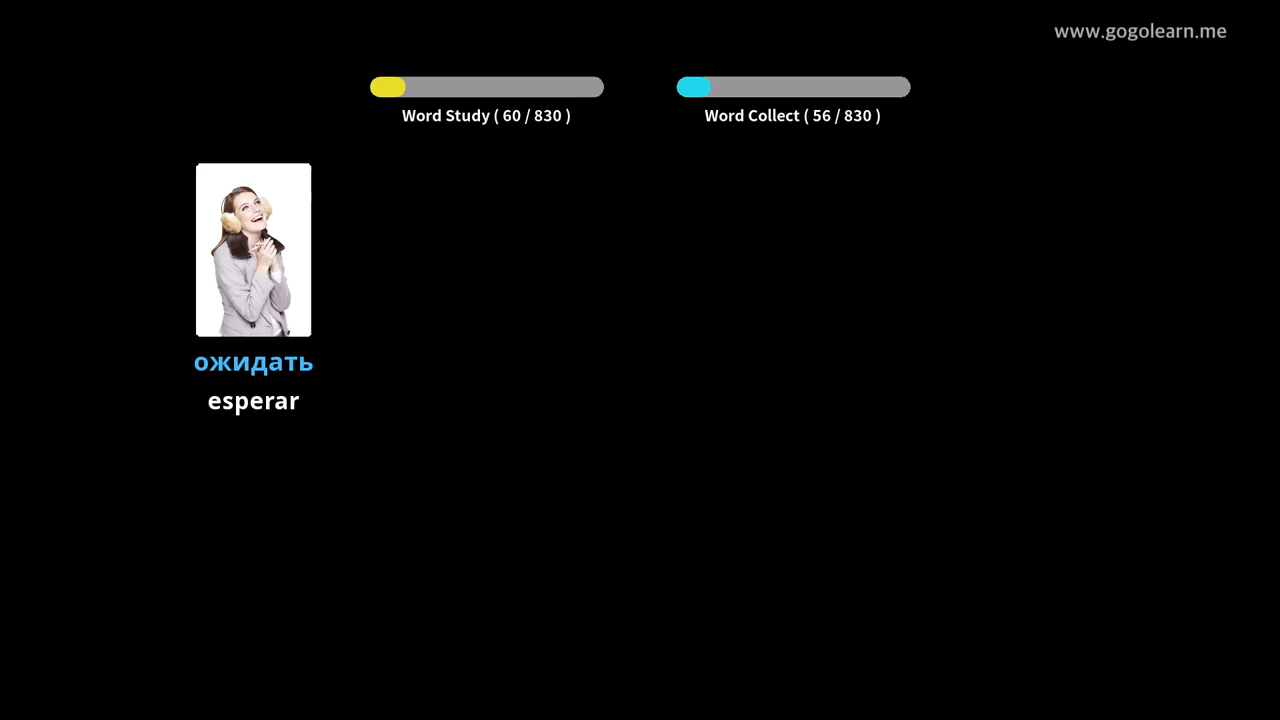 www.gogolearn.me
Word Study ( 60 / 830 )
Word Collect ( 56 / 830 )
ожидать
esperar